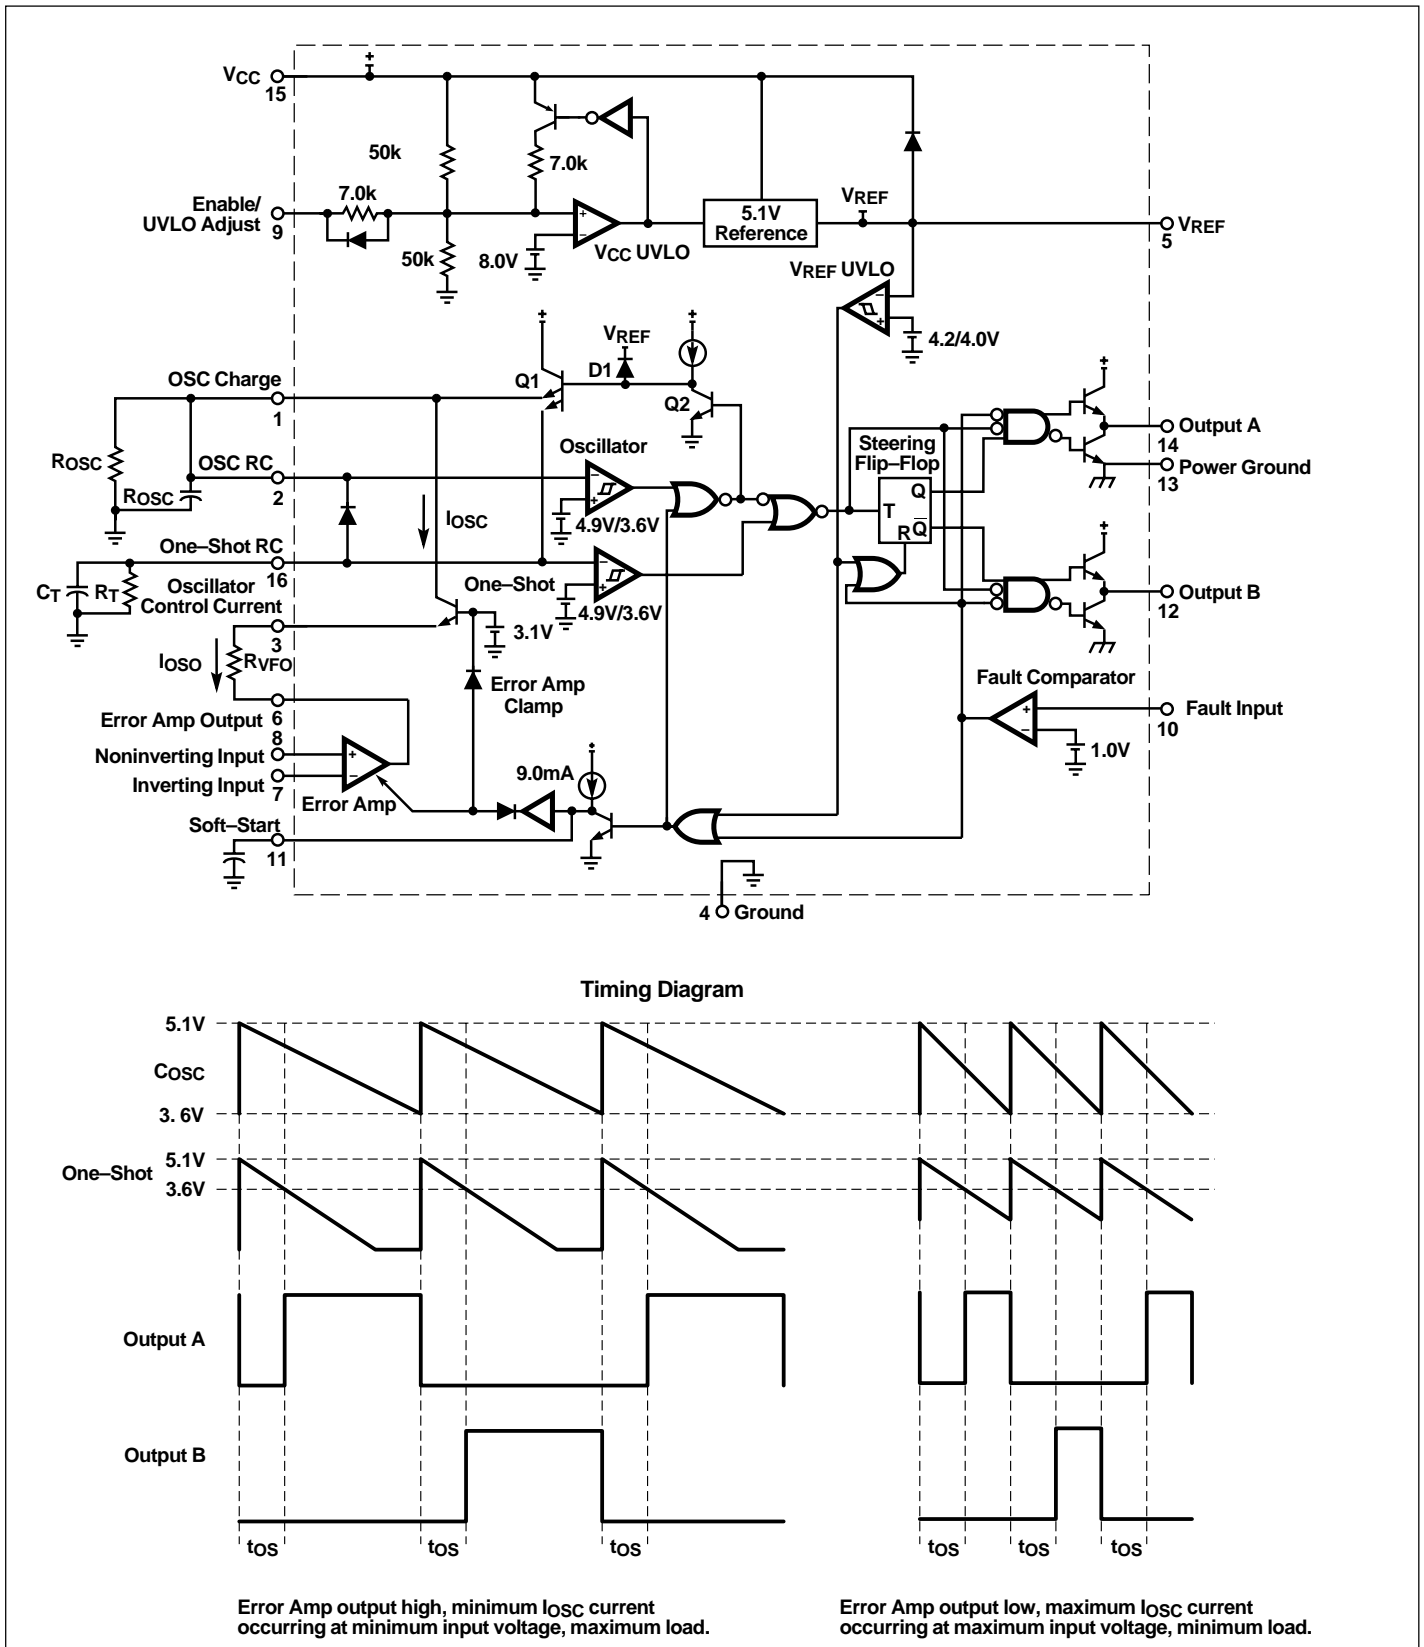 VCC
15
50k
7.0k
Enable/
UVLO Adjust
9
7.0k
50k
8.0V
+
–
VCC UVLO
5.1V
Reference
VREF
VREF
5
VREF UVLO
–
+
4.2/4.0V
+
+
VREF
D1
Q1
Q2
OSC Charge
1
ROSC
ROSC
OSC RC
2
IOSC
Oscillator
–
+
4.9V/3.6V
Steering
Flip–Flop
Q
T
R
Q
+
Output A
14
Power Ground
13
One–Shot RC
16
CT
RT
Oscillator
Control Current
3
One–Shot
–
+
4.9V/3.6V
3.1V
+
Output B
12
IOSO
RVFO
Error Amp
Clamp
Fault Comparator
+
–
1.0V
Fault Input
10
Error Amp Output
6
8
Noninverting Input
Inverting Input
7
+
–
Error Amp
9.0mA
+
Soft–Start
11
4
Ground
Timing Diagram
5.1V
COSC
3. 6V
5.1V
One–Shot
3.6V
Output A
Output B
tOS
tOS
tOS
tOS
tOS
tOS
Error Amp output high, minimum IOSC current
occurring at minimum input voltage, maximum load.
Error Amp output low, maximum IOSC current
occurring at maximum input voltage, minimum load.